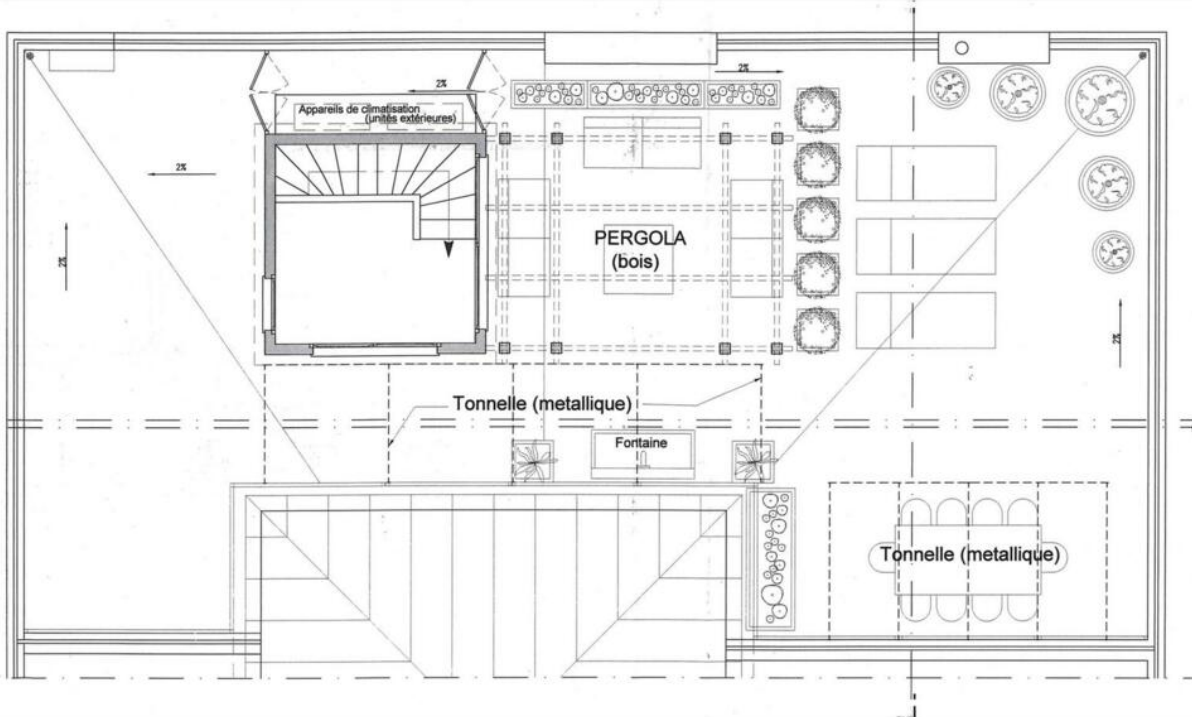 2%
2%
Appareils de climatisation
(unités extérieures)
2%
2%
PERGOLA
(bois)
2%
Tonnelle (metallique)
Fontaine
Tonnelle (metallique)